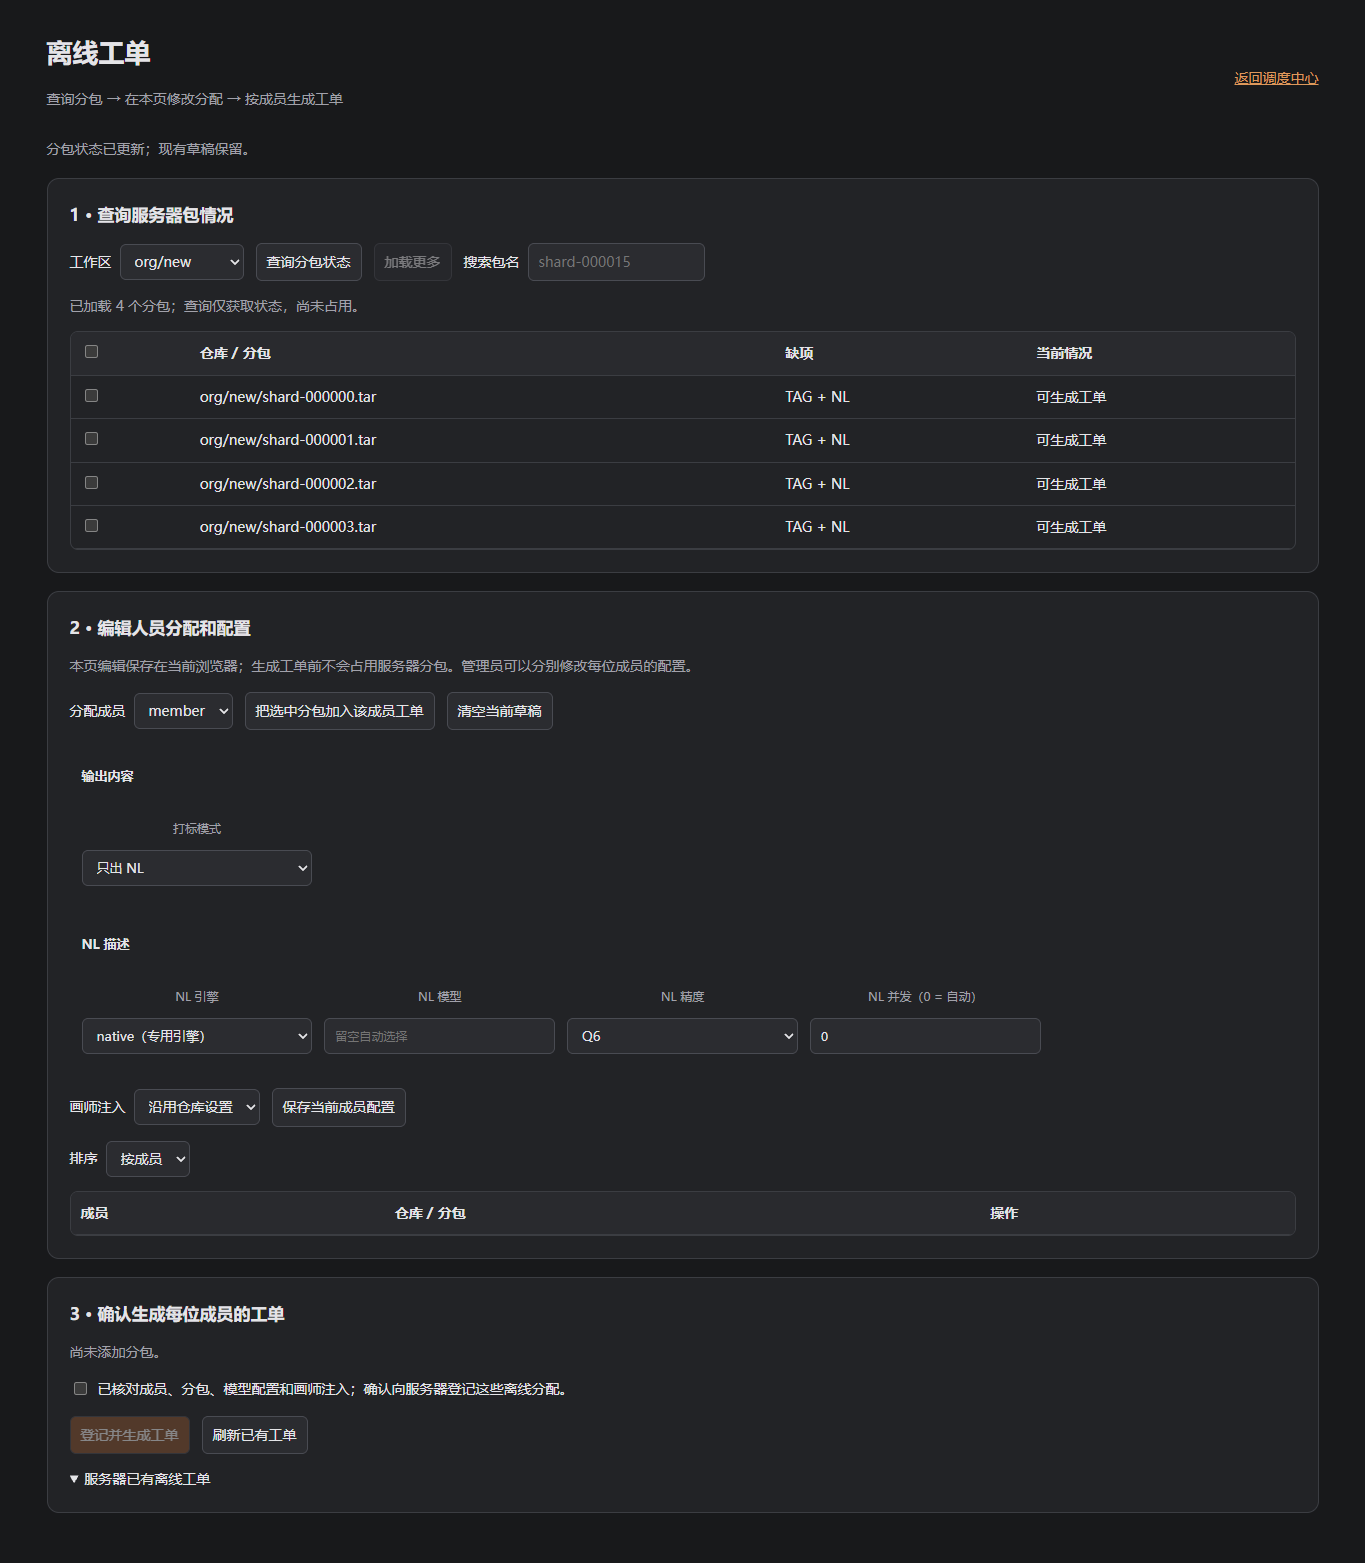 离线工单
返回调度中心
查询分包 → 在本页修改分配 → 按成员生成工单
分包状态已更新；现有草稿保留。
1 • 查询服务器包情况
工作区 org/new 查询分包状态 加载更多 搜索包名 shard-000015
已加载 4 个分包；查询仅获取状态，尚未占用。
仓库 / 分包 缺项 当前情况
org/new/shard-000000.tar TAG + NL 可生成工单
org/new/shard-000001.tar TAG + NL 可生成工单
org/new/shard-000002.tar TAG + NL 可生成工单
org/new/shard-000003.tar TAG + NL 可生成工单
2 • 编辑人员分配和配置
本页编辑保存在当前浏览器；生成工单前不会占用服务器分包。管理员可以分别修改每位成员的配置。
分配成员 member 把选中分包加入该成员工单 清空当前草稿
输出内容
打标模式
只出 NL
NL 描述
NL 引擎 NL 模型 NL 精度 NL 并发（0 = 自动）
native（专用引擎） 留空自动选择 Q6 0
画师注入 沿用仓库设置 保存当前成员配置
排序 按成员
成员 仓库 / 分包 操作
3 • 确认生成每位成员的工单
尚未添加分包。
已核对成员、分包、模型配置和画师注入；确认向服务器登记这些离线分配。
登记并生成工单 刷新已有工单
▼ 服务器已有离线工单